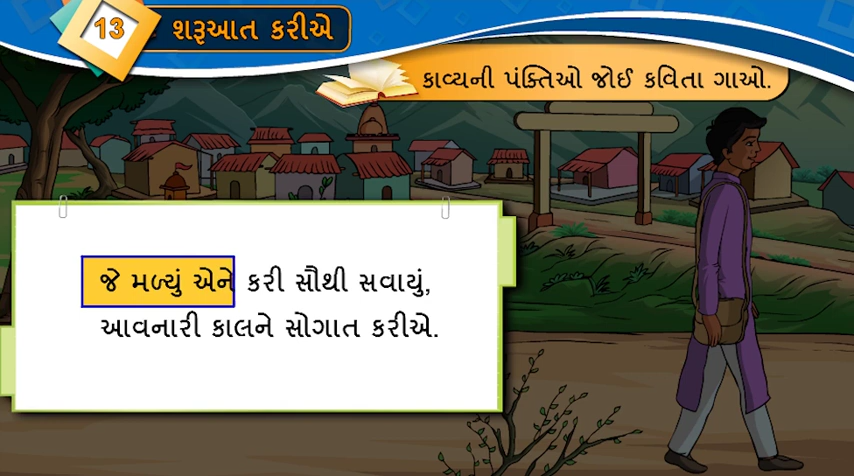 13 શરૂઆત કરીએ
કાવ્યની પંક્તિઓ જોઈ કવિતા ગાઓ.
જે મળ્યું એને કરી સૌથી સવાયું,
આવનારી કાલને સોગાત કરીએ.